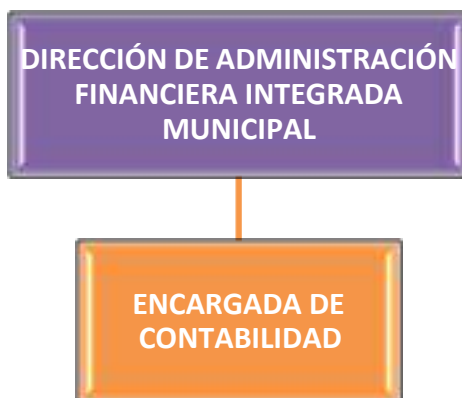 DIRECCIÓN DE ADMINISTRACIÓN
FINANCIERA INTEGRADA
MUNICIPAL
ENCARGADA DE
CONTABILIDAD